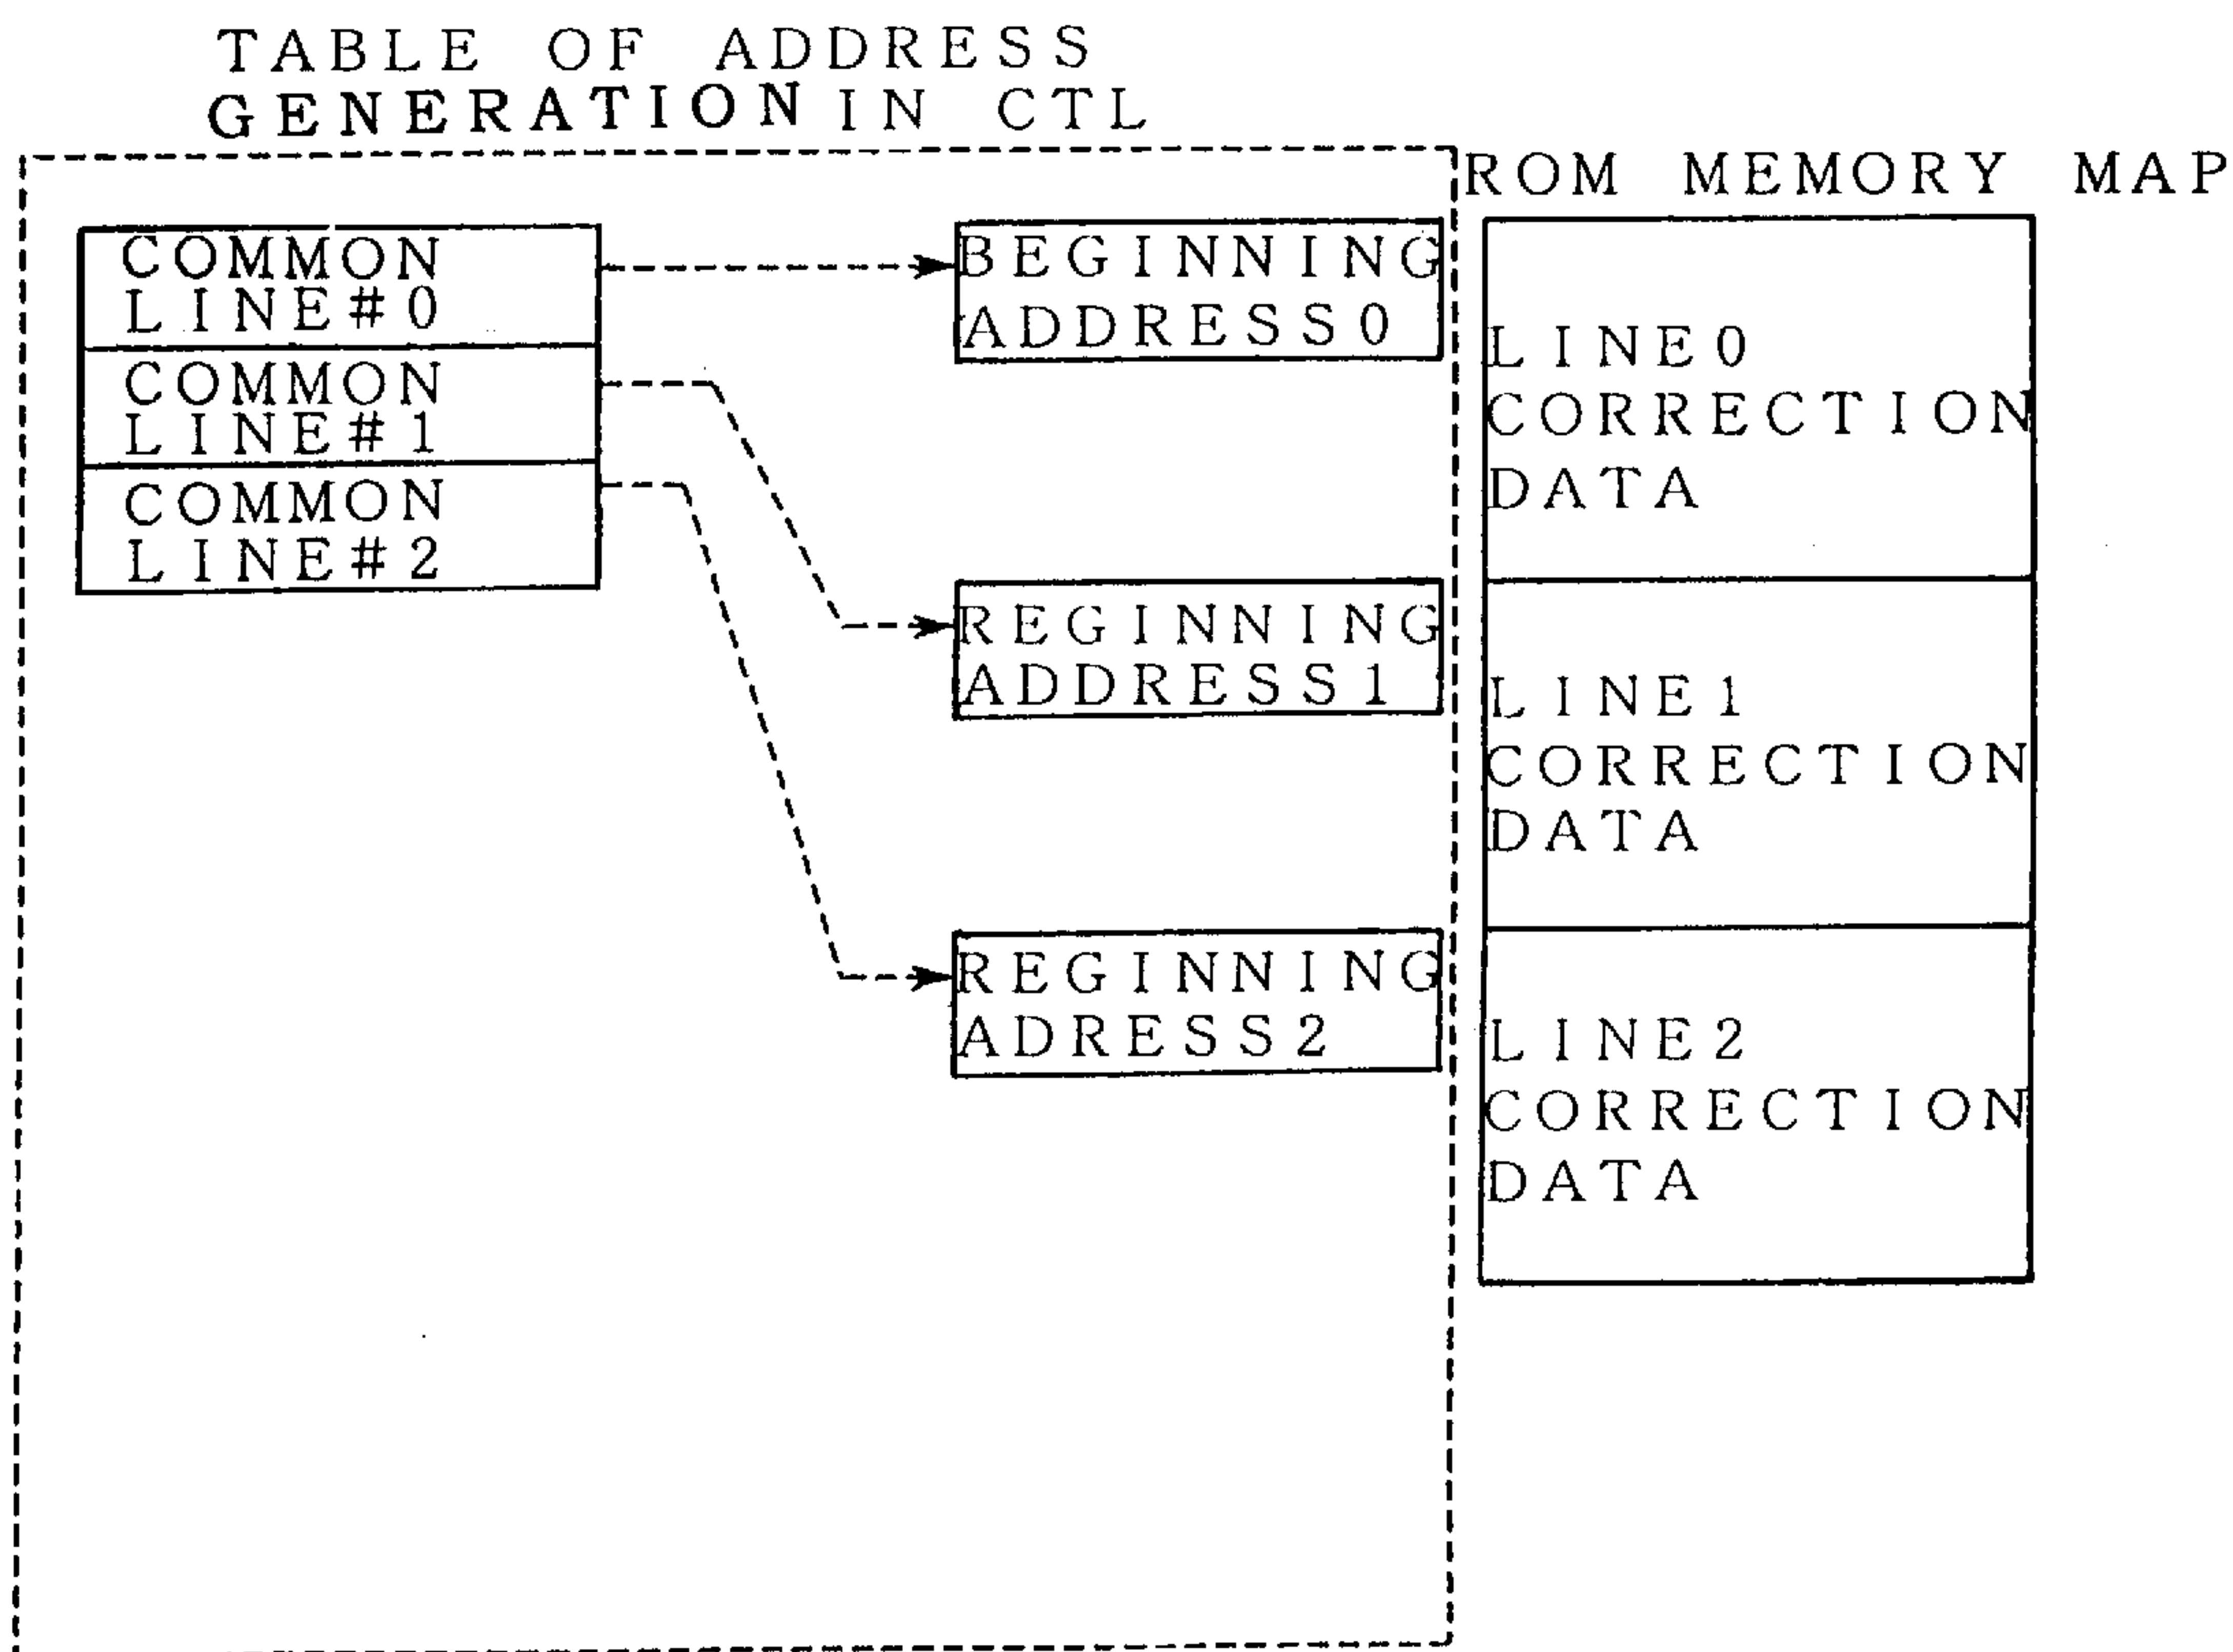 TABLE OF ADDRESS
GENERATION IN CTL
ROM MEMORY MAP
COMMON
LINE#0
COMMON
LINE#1
COMMON
LINE#2
BEGINNING
ADDRESS0
REGINNING
ADDRESS1
REGINNING
ADRESS2
LINE0
CORRECTION
DATA
LINE1
CORRECTION
DATA
LINE2
CORRECTION
DATA